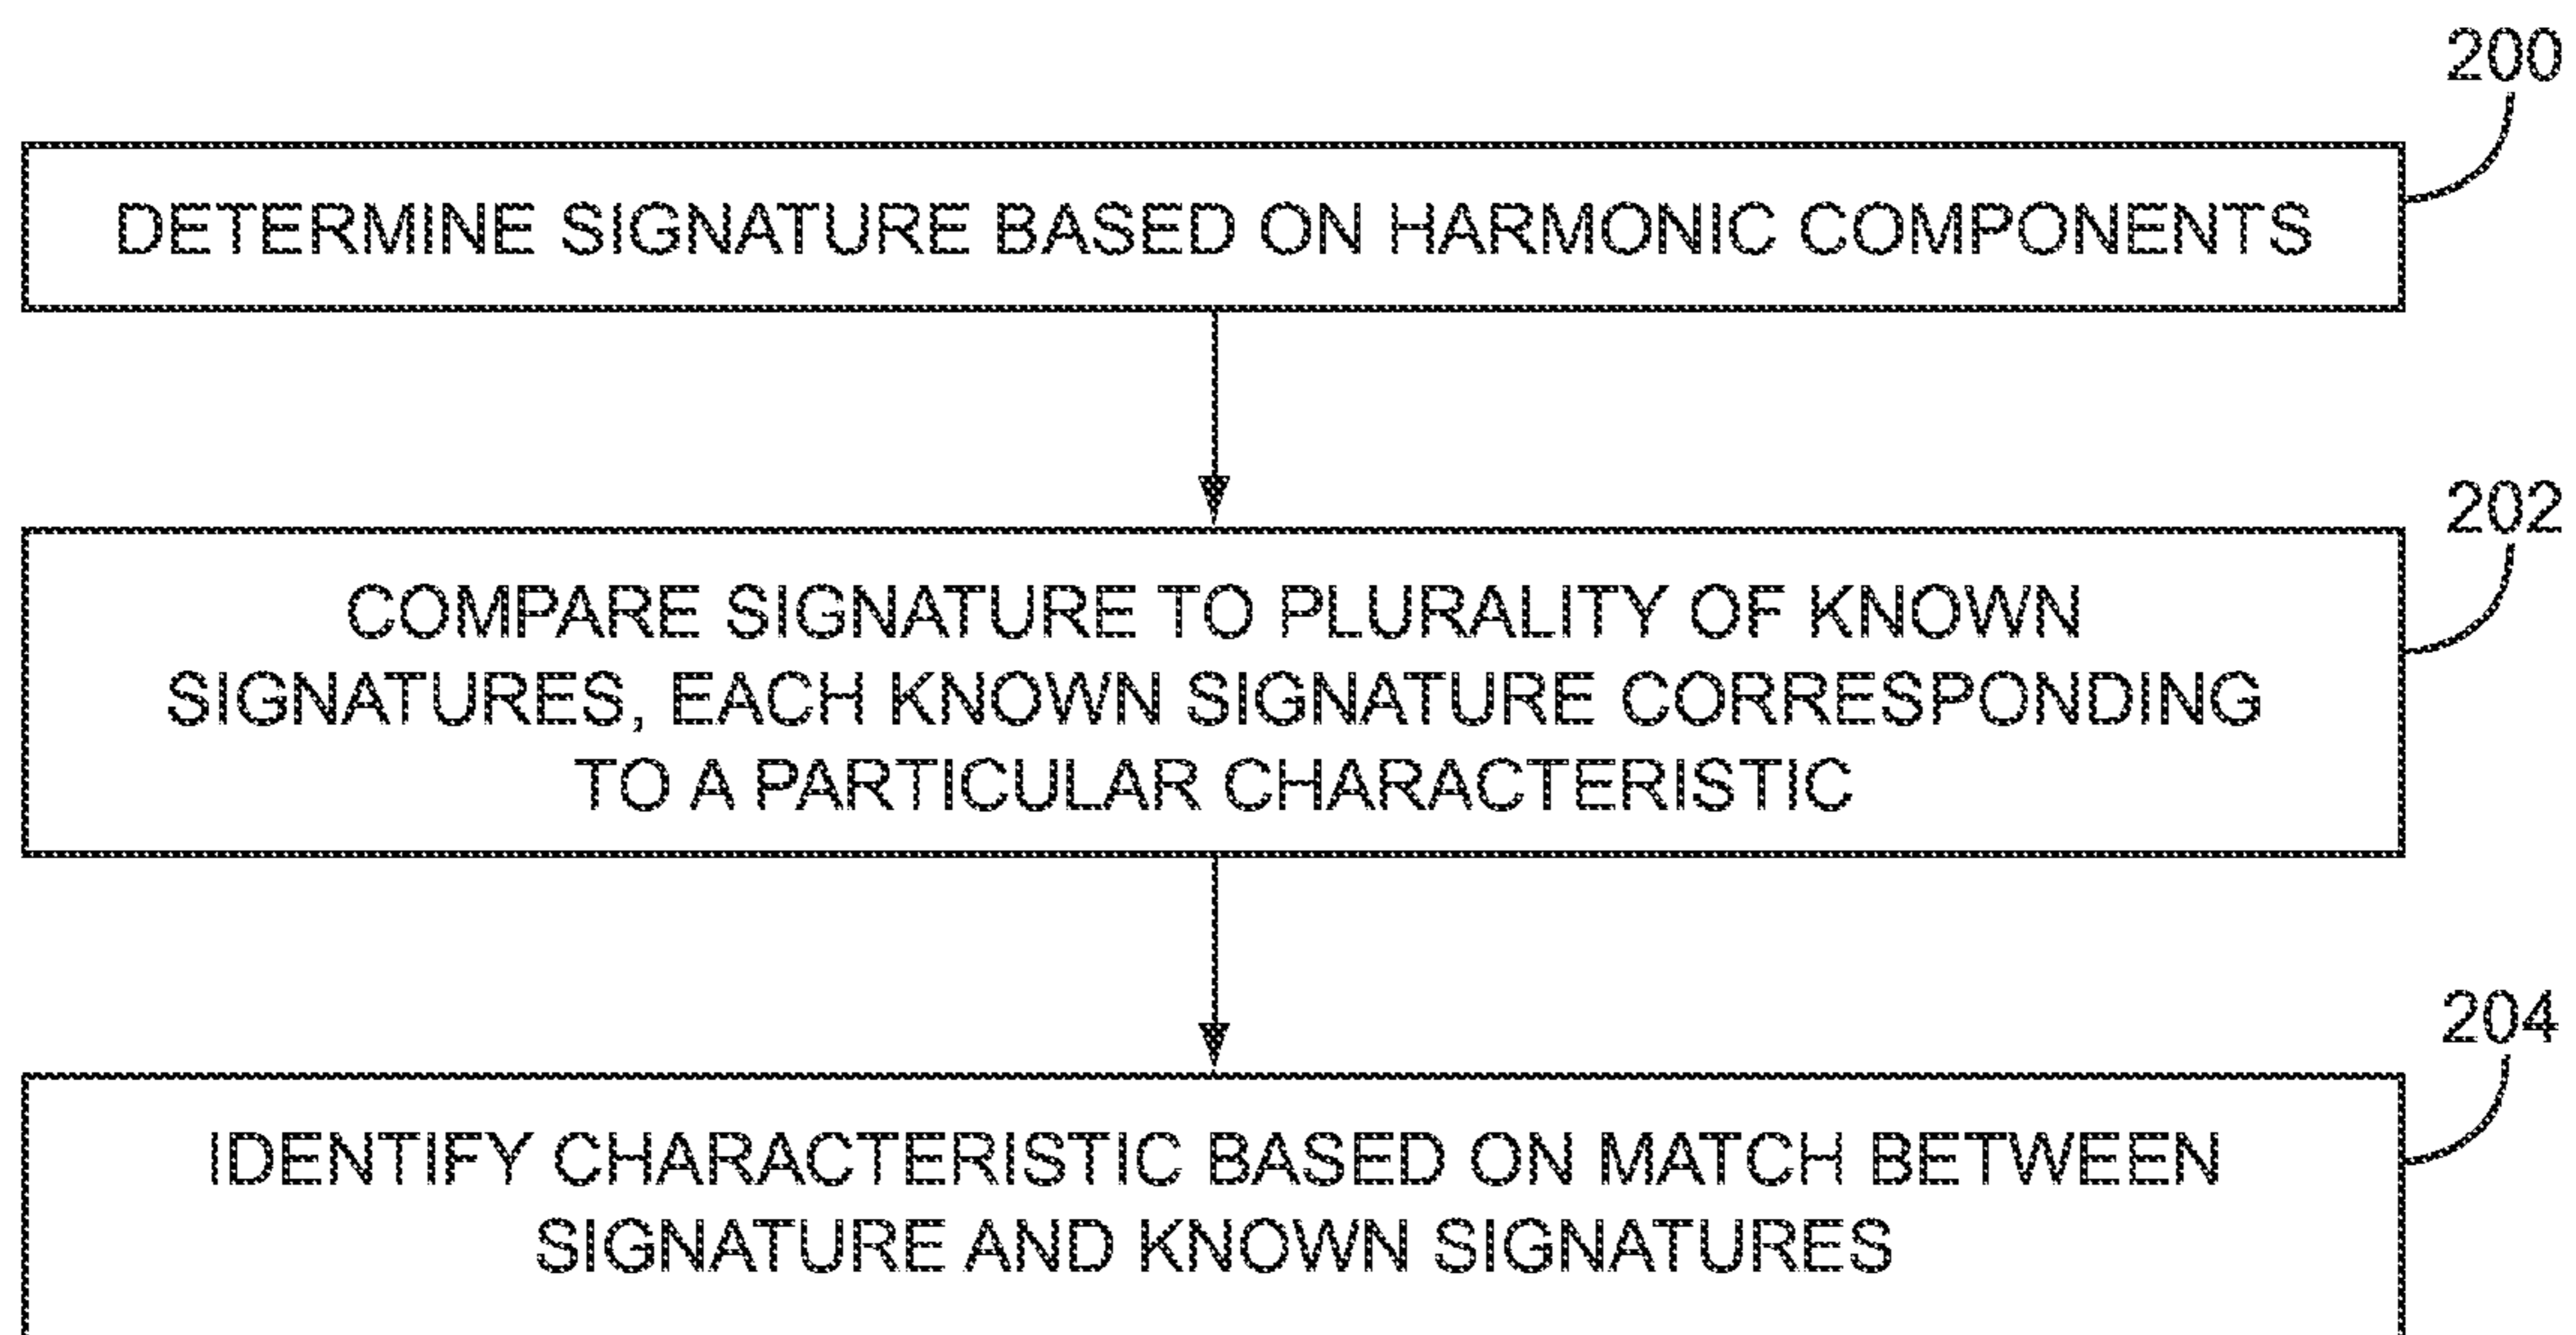 200
DETERMINE SIGNATURE BASED ON HARMONIC COMPONENTS
202
COMPARE SIGNATURE TO PLURALITY OF KNOWN
SIGNATURES, EACH KNOWN SIGNATURE CORRESPONDING
TO A PARTICULAR CHARACTERISTIC
204
IDENTIFY CHARACTERISTIC BASED ON MATCH BETWEEN
SIGNATURE AND KNOWN SIGNATURES